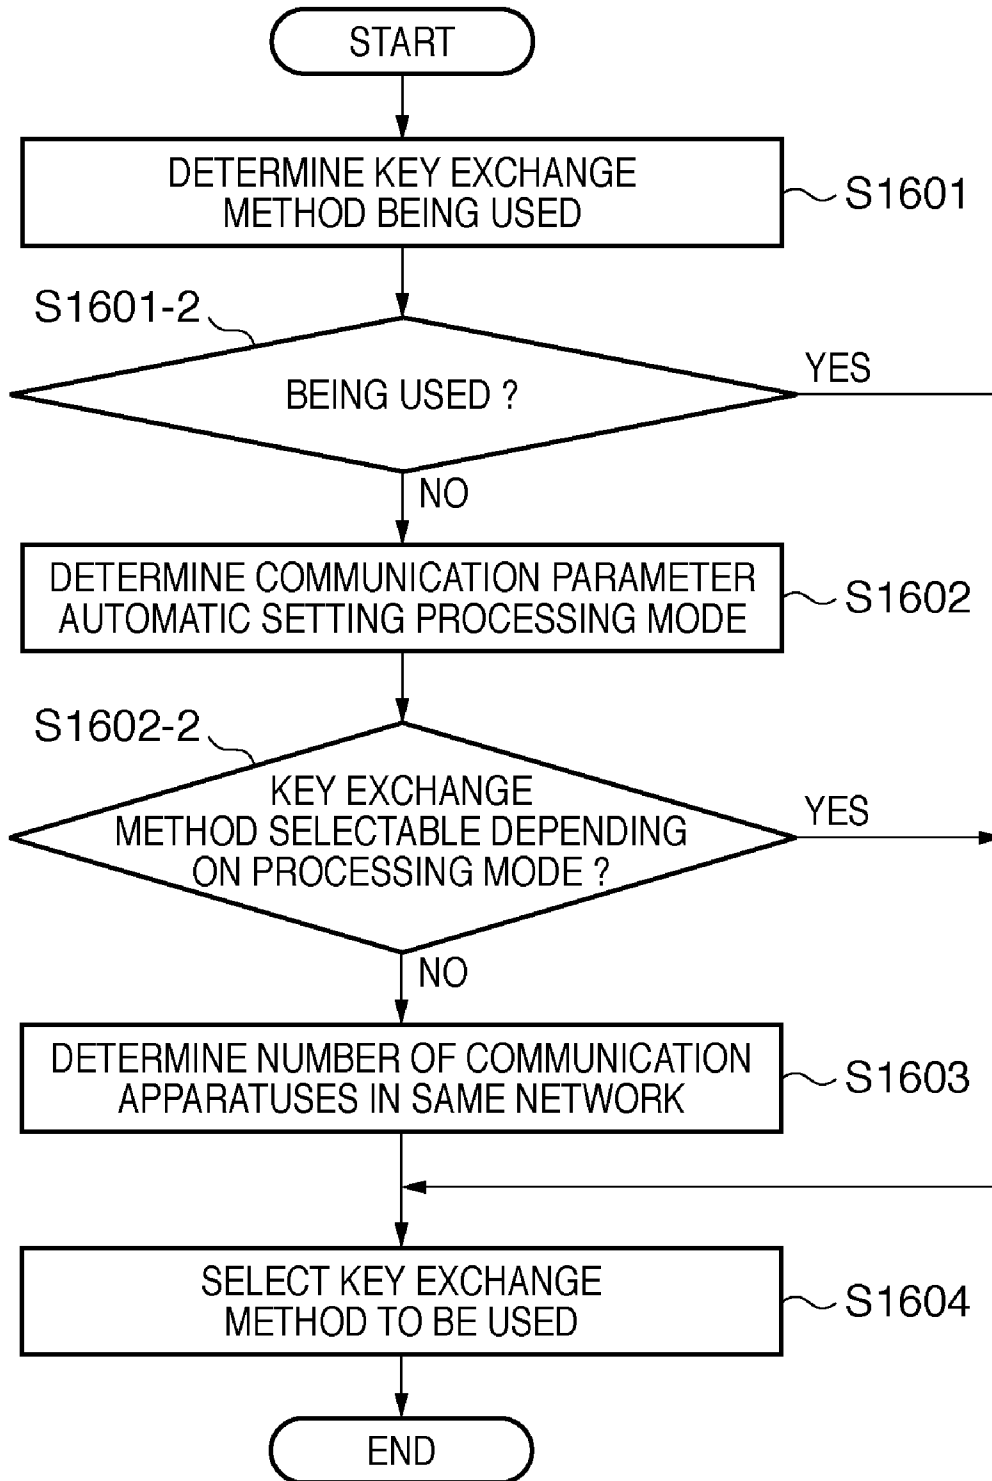 START
DETERMINE KEY EXCHANGE
METHOD BEING USED
S1601
S1601-2
BEING USED ?
YES
NO
DETERMINE COMMUNICATION PARAMETER
AUTOMATIC SETTING PROCESSING MODE
S1602
S1602-2
KEY EXCHANGE
METHOD SELECTABLE DEPENDING
ON PROCESSING MODE ?
YES
NO
DETERMINE NUMBER OF COMMUNICATION
APPARATUSES IN SAME NETWORK
S1603
SELECT KEY EXCHANGE
METHOD TO BE USED
S1604
END